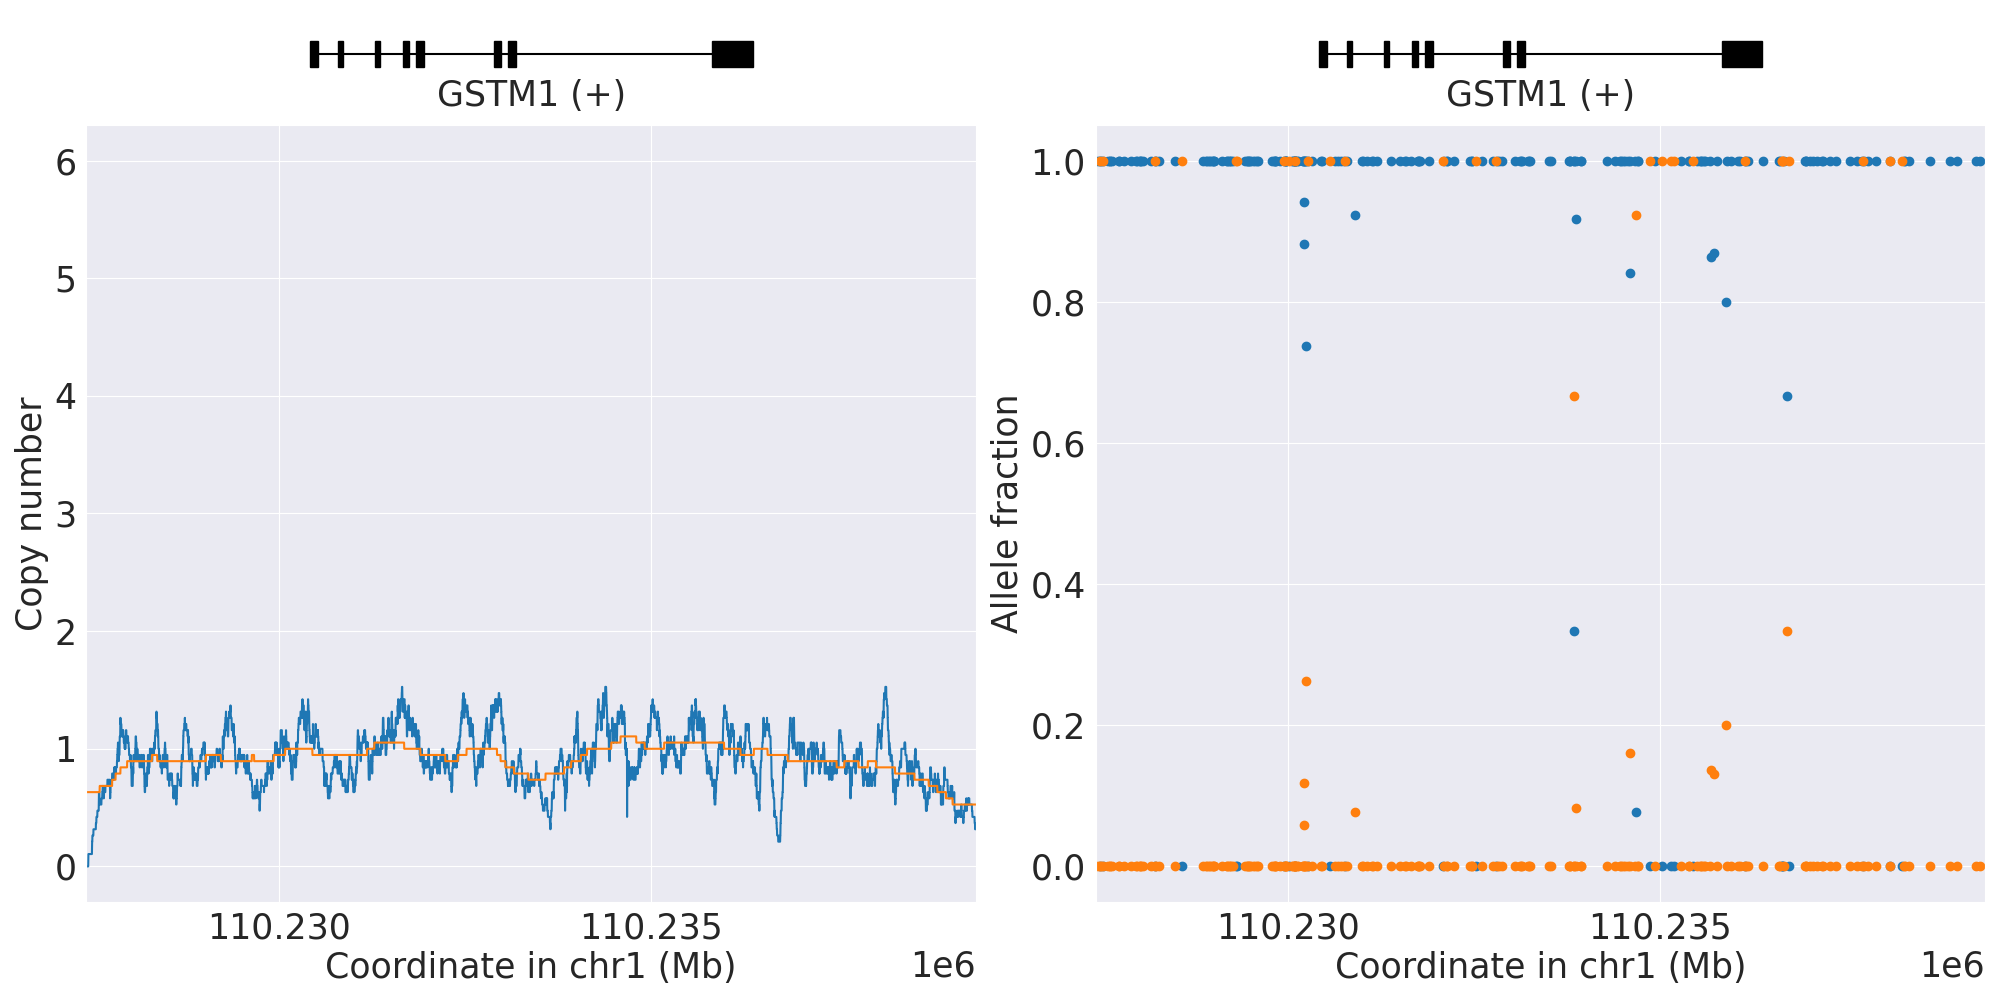 GSTM1 (+)
GSTM1 (+)
6
5
4
3
2
1
0
Copy number
110.230
110.235
Coordinate in chr1 (Mb)
1e6
1.0
0.8
0.6
0.4
0.2
0.0
Allele fraction
110.230
110.235
Coordinate in chr1 (Mb)
1e6